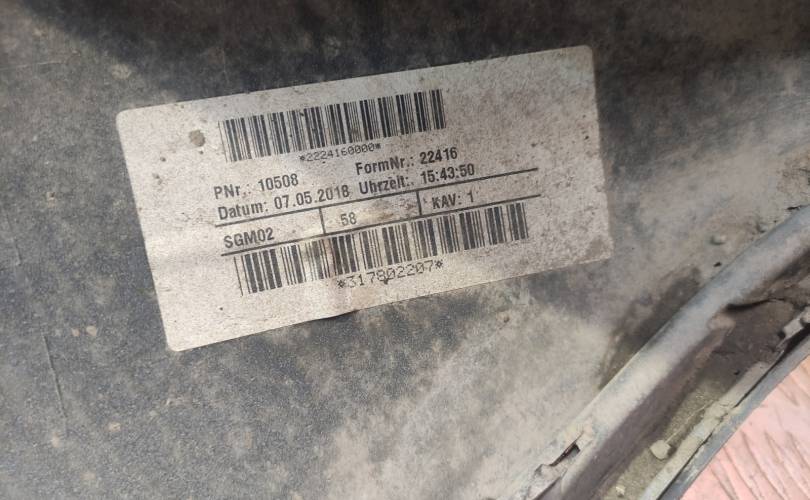 *2224160000*
PNr.: 10508 FormNr.: 22416
Datum: 07.05.2018 Uhrzeit: 15:43:50
SGM02 58 KAV: 1
*317802207*